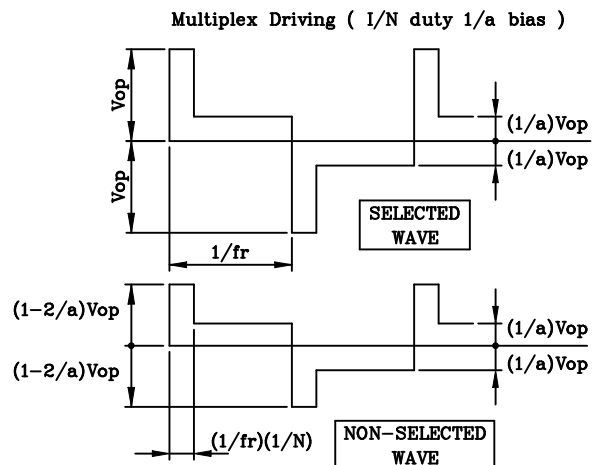 Multiplex Driving ( I/N duty 1/a bias )
Vop
Vop
(1/a)Vop
(1/a)Vop
SELECTED
WAVE
1/fr
(1-2/a)Vop
(1-2/a)Vop
(1/a)Vop
(1/a)Vop
(1/fr)(1/N)
NON-SELECTED
WAVE